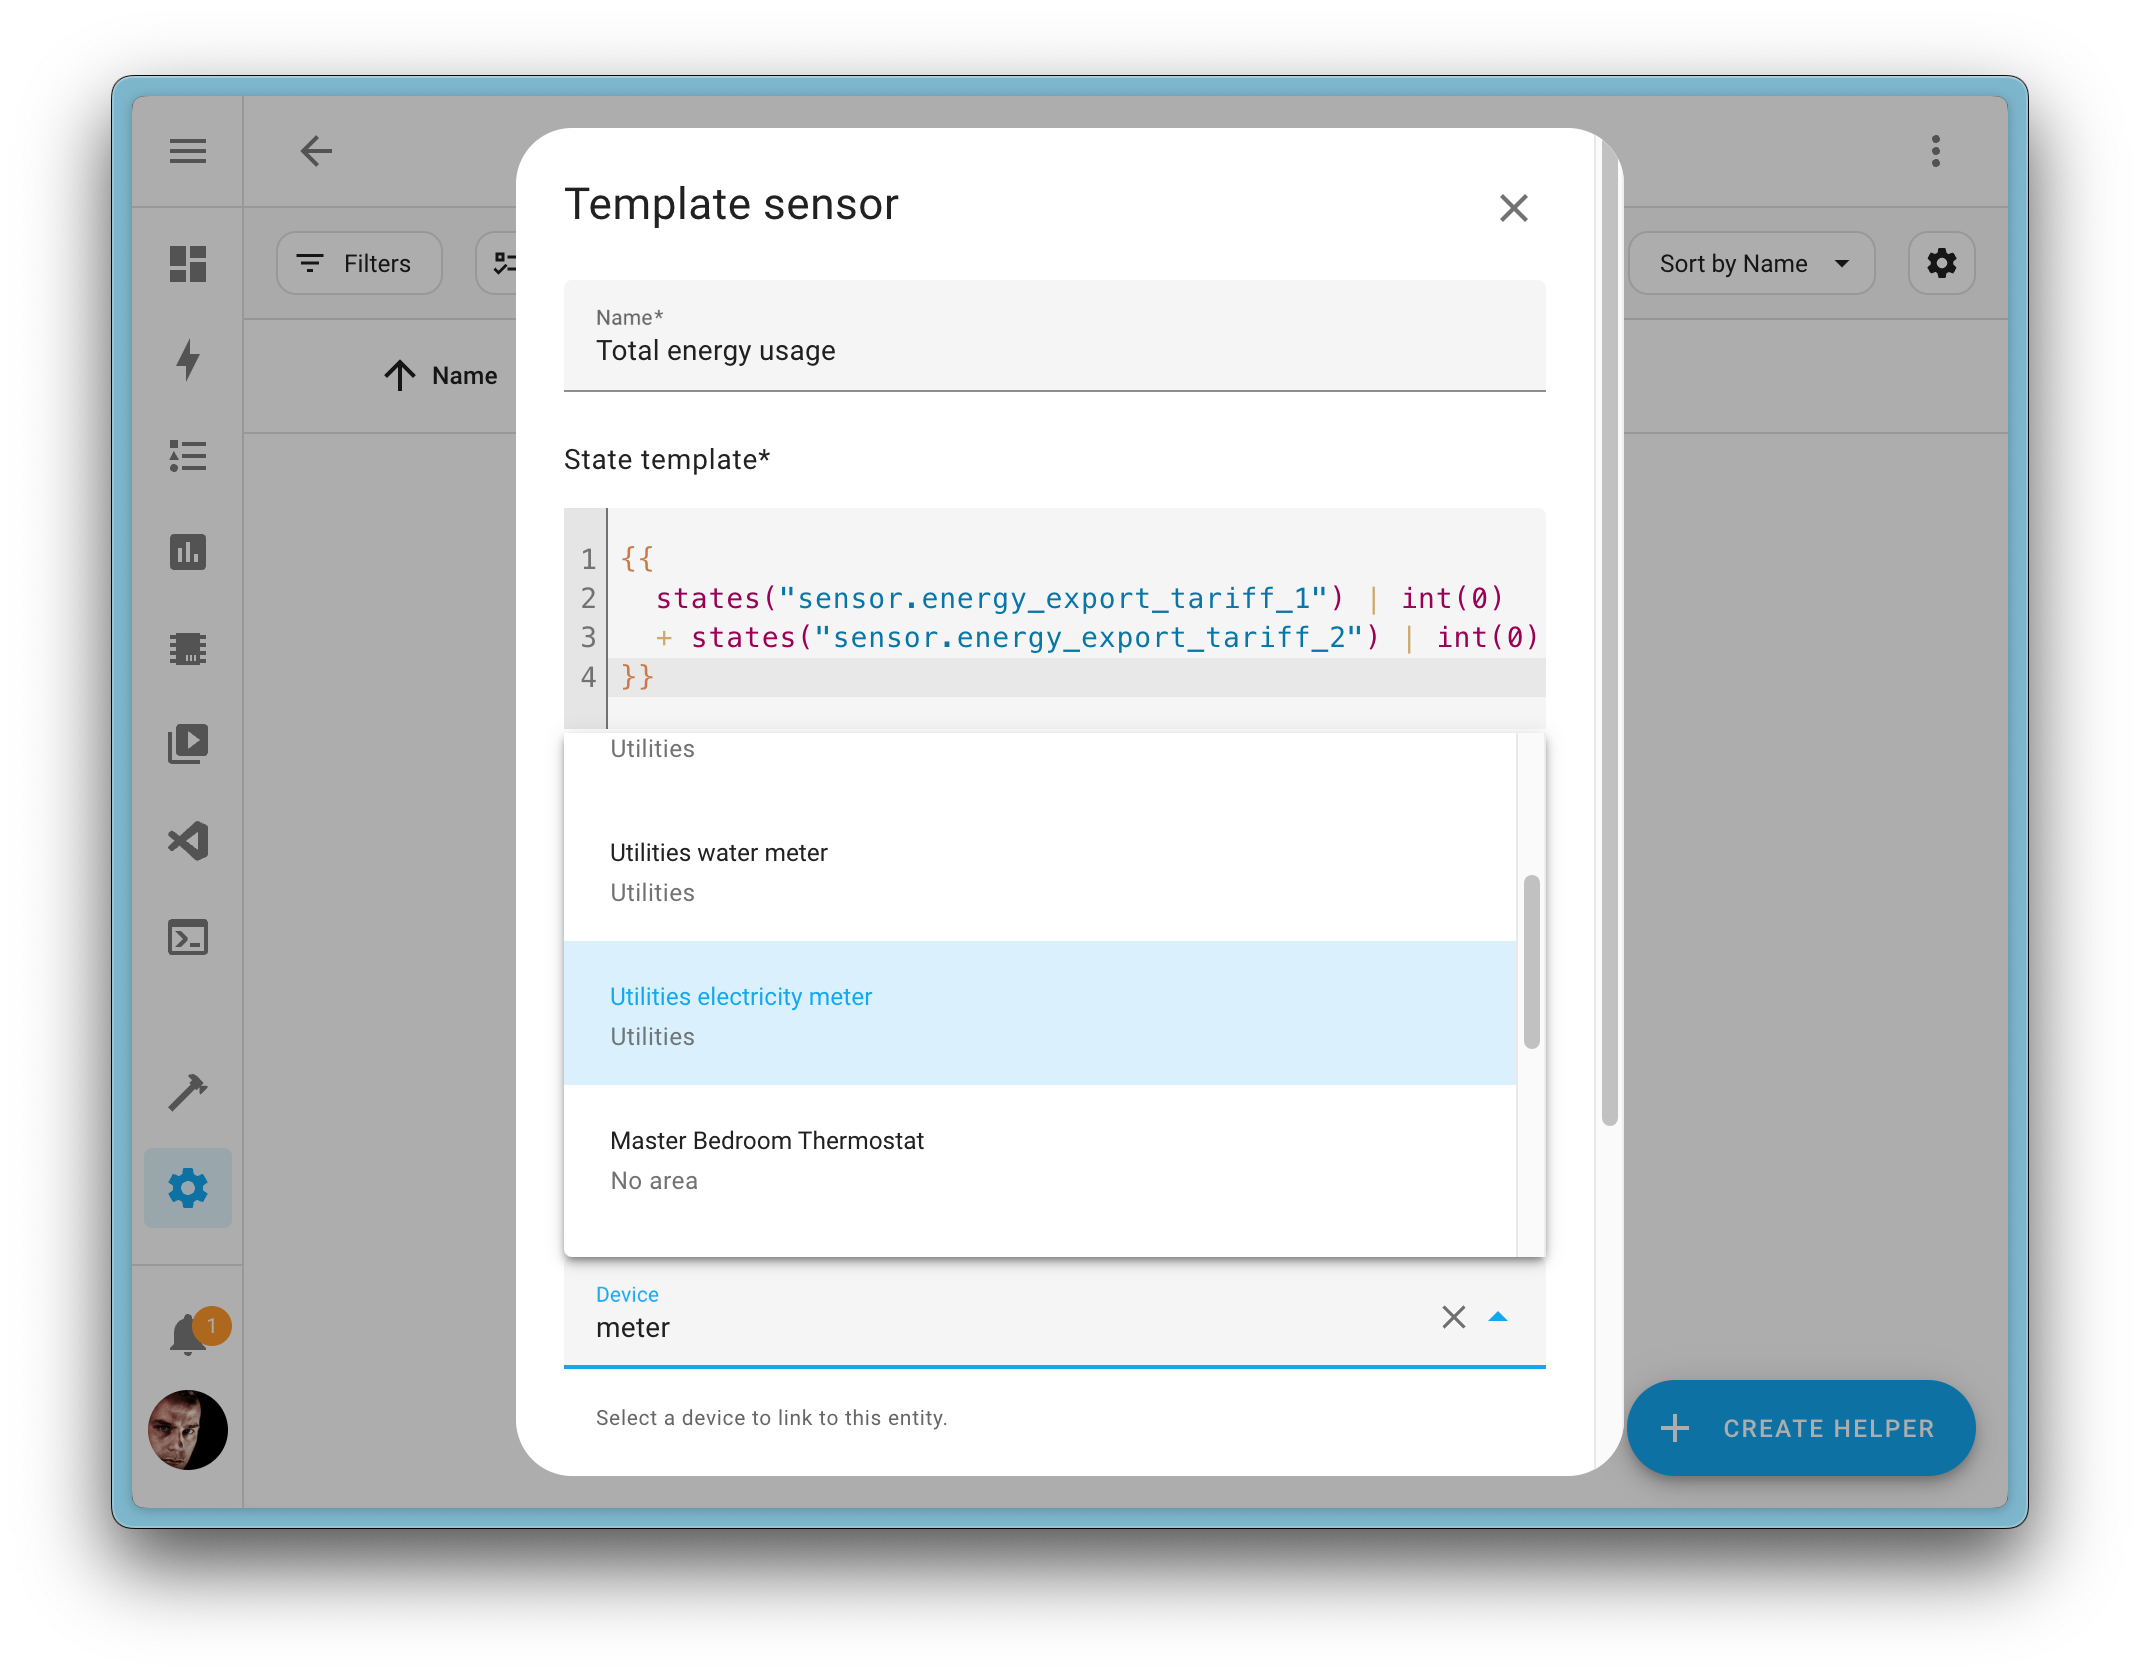 Template sensor
Filters
Sort by Name
Name*
Total energy usage
Name
State template*
1 {{
2 states("sensor.energy_export_tariff_1") | int(0)
3 + states("sensor.energy_export_tariff_2") | int(0)
4 }}
Utilities
Utilities water meter
Utilities
Utilities electricity meter
Utilities
Master Bedroom Thermostat
No area
Device
meter
1
Select a device to link to this entity.
CREATE HELPER